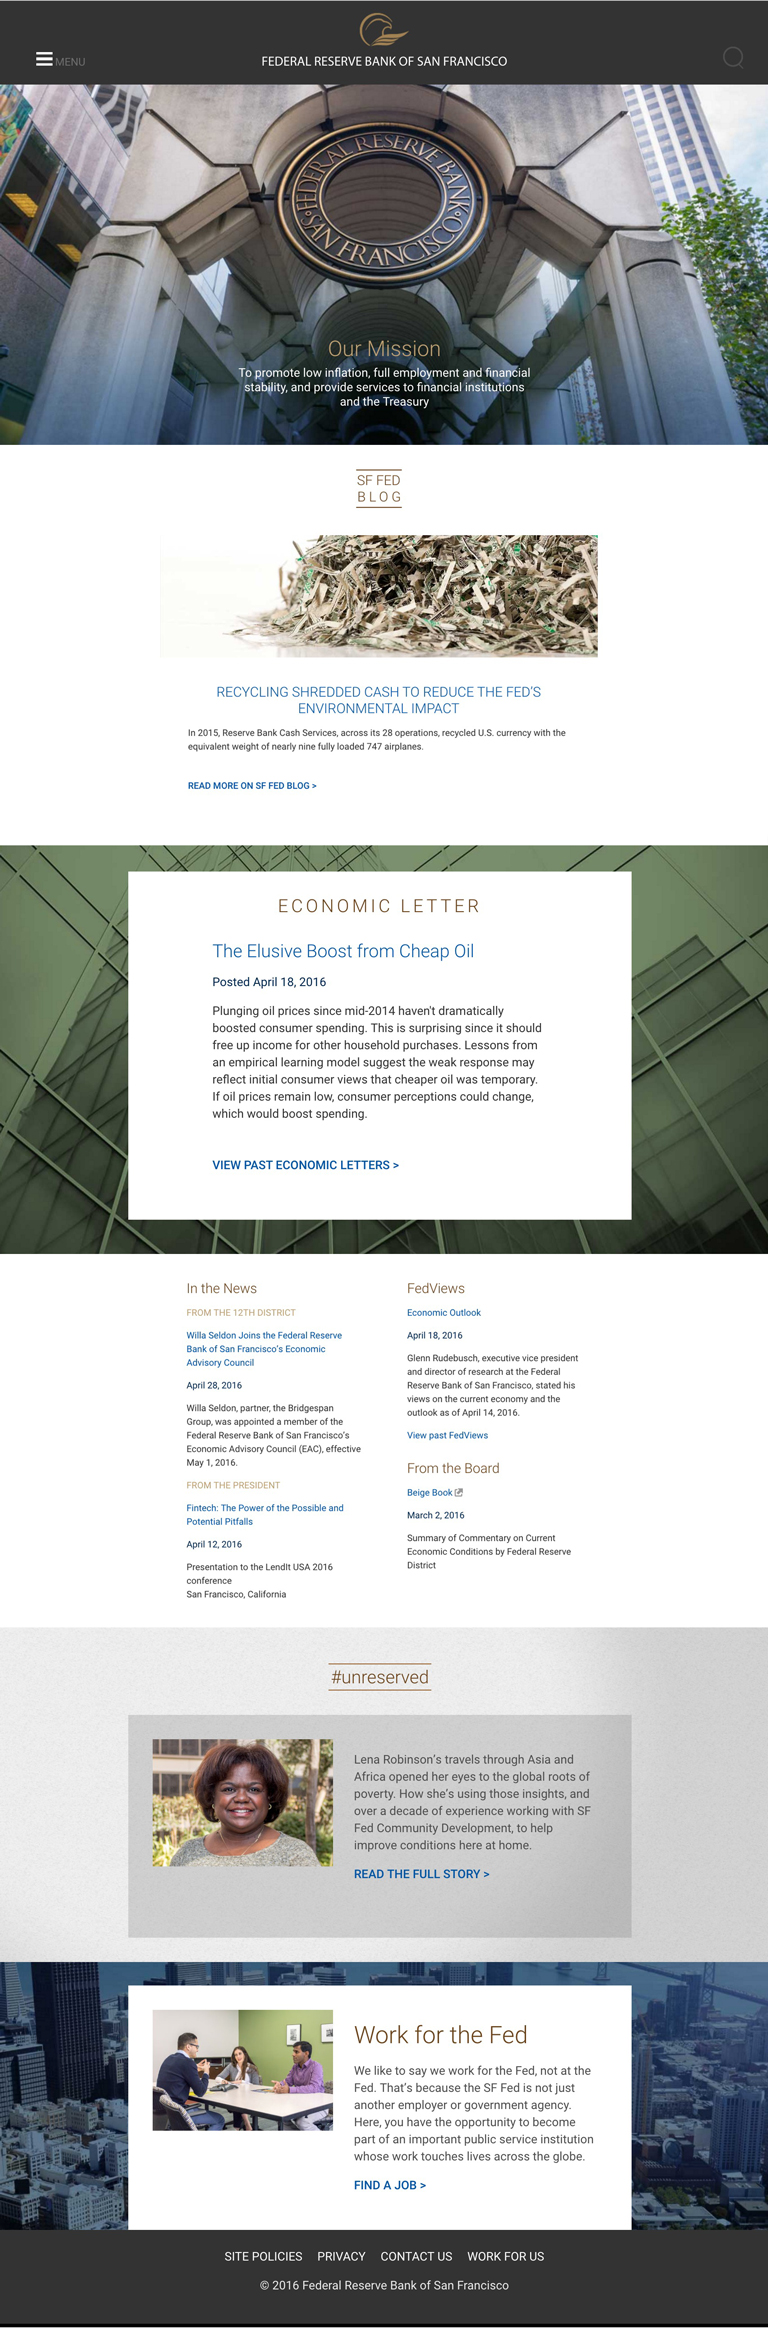 MENU
FEDERAL RESERVE BANK OF SAN FRANCISCO
FEDERAL RESERVE BANK
SAN FRANCISCO
Our Mission
To promote low inflation, full employment and financial
stability, and provide services to financial institutions
and the Treasury
SF FED
BLOG
RECYCLING SHREDDED CASH TO REDUCE THE FED'S
ENVIRONMENTAL IMPACT
In 2015, Reserve Bank Cash Services, across its 28 operations, recycled U.S. currency with the
equivalent weight of nearly nine fully loaded 747 airplanes.
READ MORE ON SF FED BLOG >
ECONOMIC LETTER
The Elusive Boost from Cheap Oil
Posted April 18, 2016
Plunging oil prices since mid-2014 haven't dramatically
boosted consumer spending. This is surprising since it should
free up income for other household purchases. Lessons from
an empirical learning model suggest the weak response may
reflect initial consumer views that cheaper oil was temporary.
If oil prices remain low, consumer perceptions could change,
which would boost spending.
VIEW PAST ECONOMIC LETTERS >
In the News
FROM THE 12TH DISTRICT
Willa Seldon Joins the Federal Reserve
Bank of San Francisco's Economic
Advisory Council
April 28, 2016
Willa Seldon, partner, the Bridgespan
Group, was appointed a member of the
Federal Reserve Bank of San Francisco's
Economic Advisory Council (EAC), effective
May 1, 2016.
FROM THE PRESIDENT
Fintech: The Power of the Possible and
Potential Pitfalls
April 12, 2016
Presentation to the LendIt USA 2016
conference
San Francisco, California
FedViews
Economic Outlook
April 18, 2016
Glenn Rudebusch, executive vice president
and director of research at the Federal
Reserve Bank of San Francisco, stated his
views on the current economy and the
outlook as of April 14, 2016.
View past FedViews
From the Board
Beige Book
March 2, 2016
Summary of Commentary on Current
Economic Conditions by Federal Reserve
District
#unreserved
Lena Robinson's travels through Asia and
Africa opened her eyes to the global roots of
poverty. How she's using those insights, and
over a decade of experience working with SF
Fed Community Development, to help
improve conditions here at home.
READ THE FULL STORY >
Work for the Fed
We like to say we work for the Fed, not at the
Fed. That's because the SF Fed is not just
another employer or government agency.
Here, you have the opportunity to become
part of an important public service institution
whose work touches lives across the globe.
FIND A JOB >
SITE POLICIES PRIVACY CONTACT US WORK FOR US
© 2016 Federal Reserve Bank of San Francisco